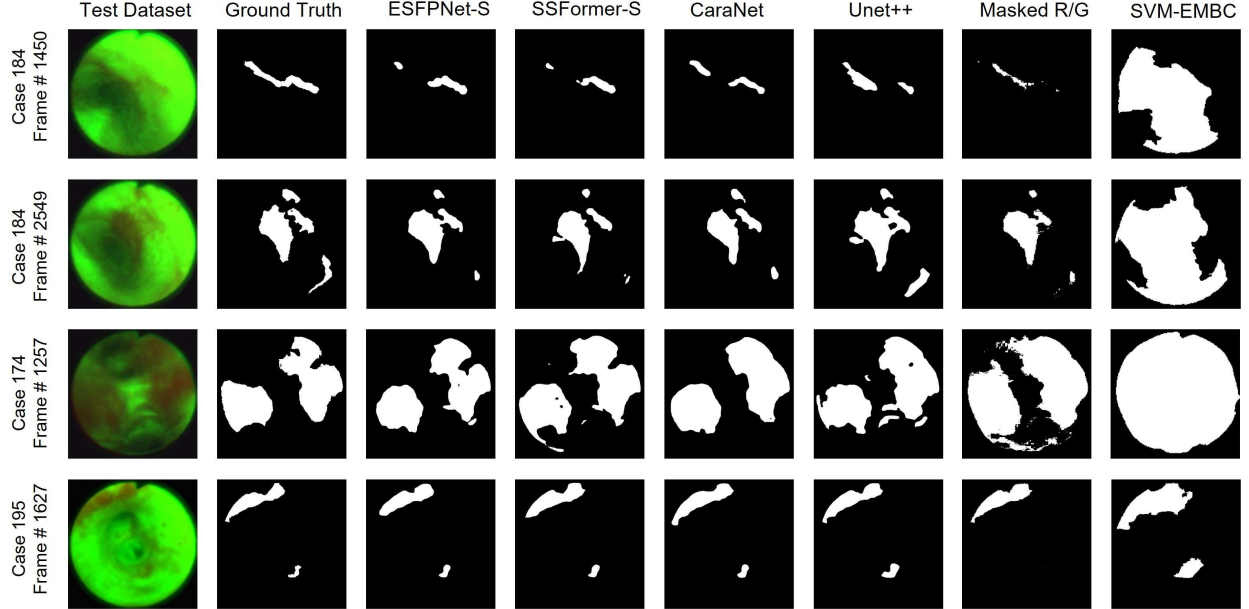 Test Dataset Ground Truth ESFPNet-S SSFormer-S CaraNet Unet++ Masked R/G SVM-EMBC
Case 184
Frame # 1450
Case 184
Frame # 2549
Case 174
Frame # 1257
Case 195
Frame # 1627